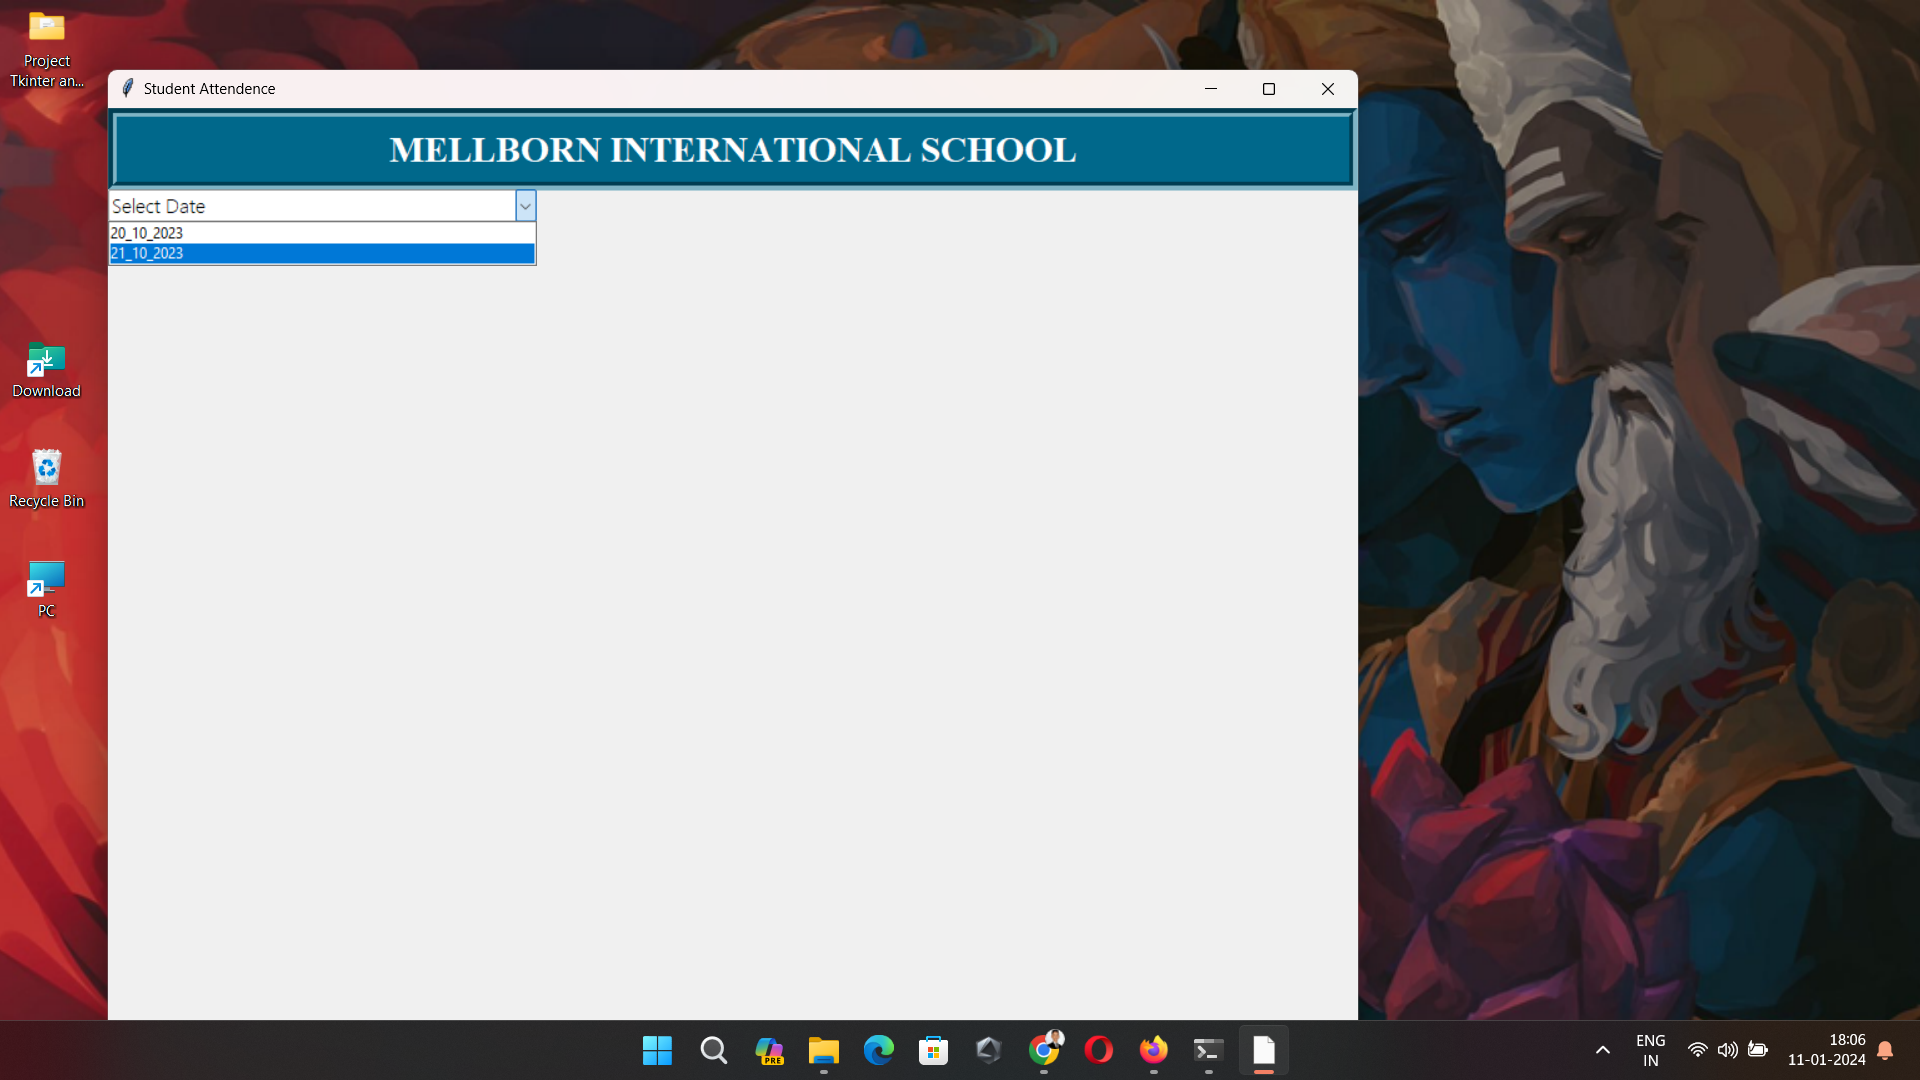 Project
Tkinter an...
Student Attendence
MELLBORN INTERNATIONAL SCHOOL
Select Date
20_10_2023
21_10_2023
Download
Recycle Bin
PC
PRE
ENG
IN
18:06
11-01-2024